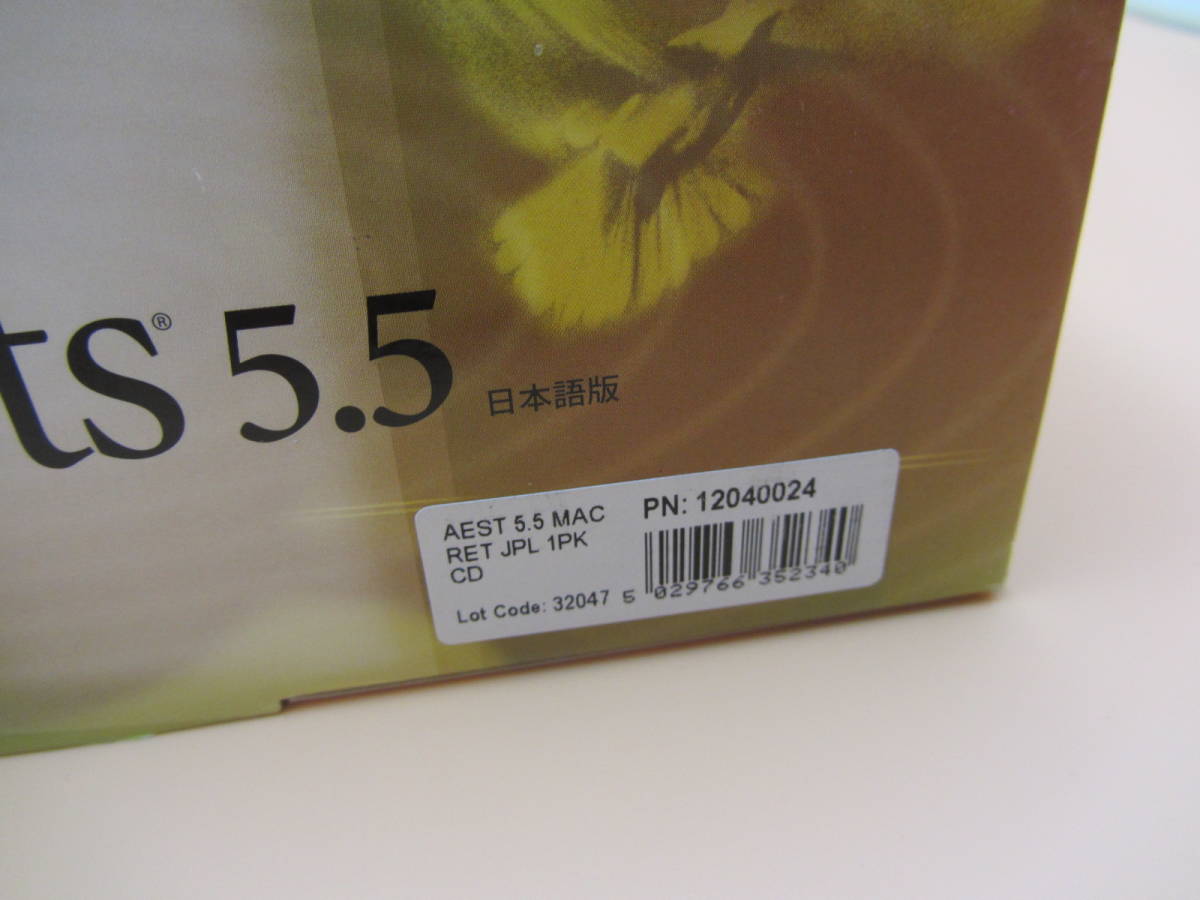 ts® 5.5 日本語版
AEST 5.5 MAC
RET JPL 1PK
CD
Lot Code: 32047
PN: 12040024
5 029766 352340